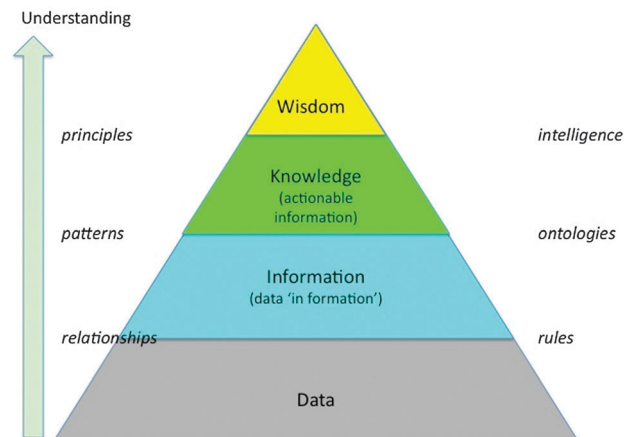 Understanding
Wisdom
principles
intelligence
Knowledge
(actionable
information)
patterns
ontologies
Information
(data ‘in formation’)
relationships
rules
Data